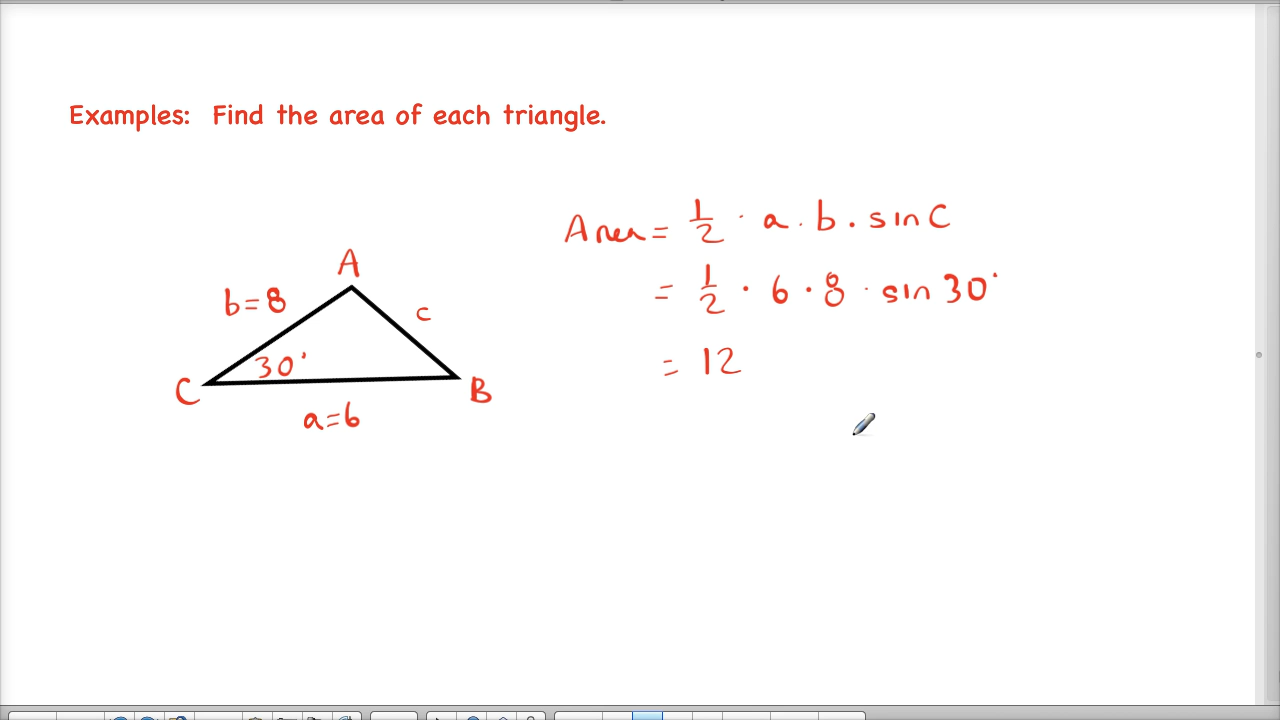 Examples: Find the area of each triangle.
Area = 1/2 · a · b · sin C
= 1/2 · 6 · 8 · sin 30°
= 12
A
b=8
c
30°
C
B
a=6